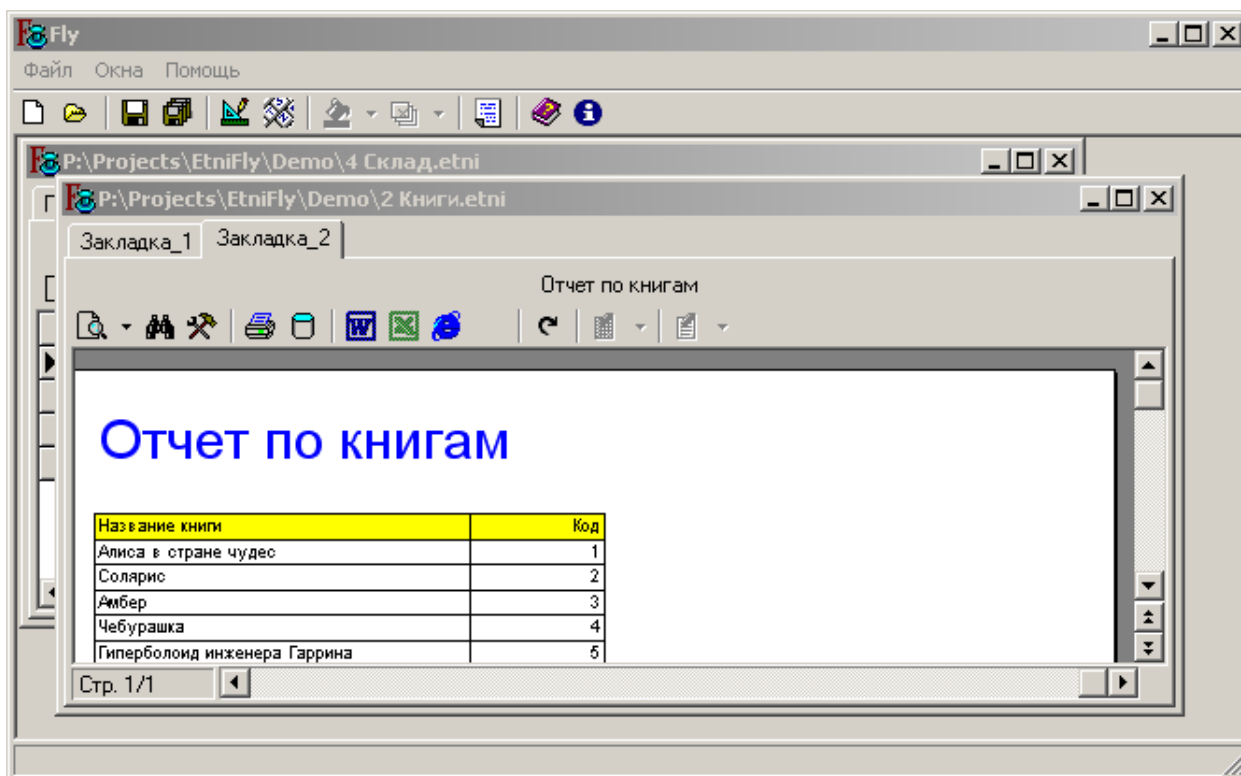 Fly
Файл Окна Помощь
P:\Projects\EtniFly\Demo\4 Склад.etni
P:\Projects\EtniFly\Demo\2 Книги.etni
Закладка_1 Закладка_2
Отчет по книгам
Отчет по книгам
Название книги Код
Алиса в стране чудес 1
Солярис 2
Амбер 3
Чебурашка 4
Гиперболоид инженера Гаррина 5
Стр. 1/1